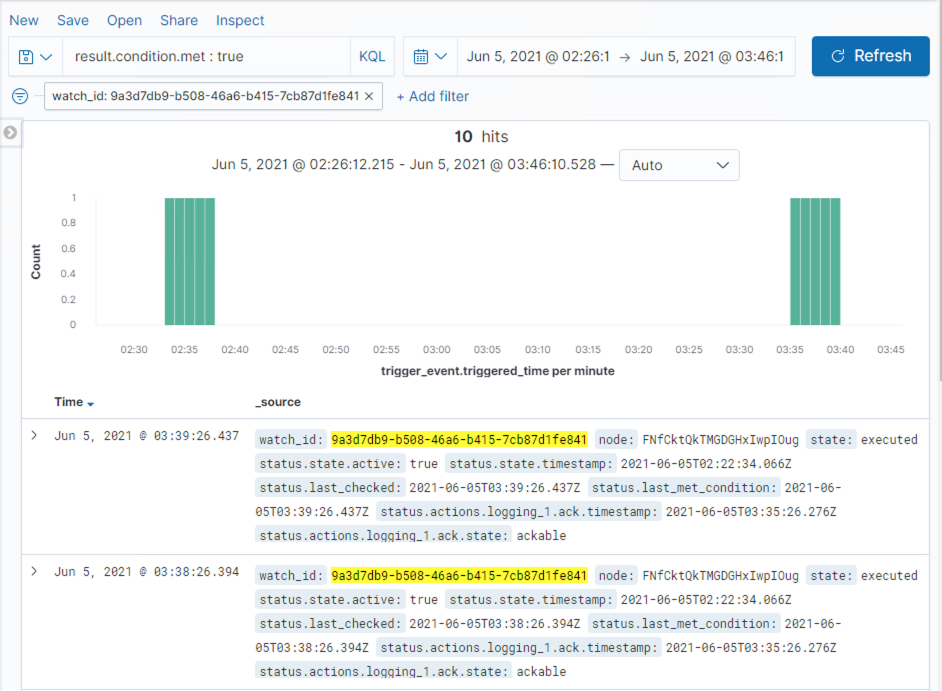 New Save Open Share Inspect
result.condition.met : true KQL Jun 5, 2021 @ 02:26:1 → Jun 5, 2021 @ 03:46:1 Refresh
watch_id: 9a3d7db9-b508-46a6-b415-7cb87d1fe841 × + Add filter
10 hits
Jun 5, 2021 @ 02:26:12.215 - Jun 5, 2021 @ 03:46:10.528 — Auto
1
0.8
0.6
0.4
0.2
0
Count
02:30 02:35 02:40 02:45 02:50 02:55 03:00 03:05 03:10 03:15 03:20 03:25 03:30 03:35 03:40 03:45
trigger_event.triggered_time per minute
Time _source
Jun 5, 2021 @ 03:39:26.437 watch_id: 9a3d7db9-b508-46a6-b415-7cb87d1fe841 node: FNfCktQkTMGDGHxIwpIOug state: executed
status.state.active: true status.state.timestamp: 2021-06-05T02:22:34.066Z
status.last_checked: 2021-06-05T03:39:26.437Z status.last_met_condition: 2021-06-
05T03:39:26.437Z status.actions.logging_1.ack.timestamp: 2021-06-05T03:35:26.276Z
status.actions.logging_1.ack.state: ackable
Jun 5, 2021 @ 03:38:26.394 watch_id: 9a3d7db9-b508-46a6-b415-7cb87d1fe841 node: FNfCktQkTMGDGHxIwpIOug state: executed
status.state.active: true status.state.timestamp: 2021-06-05T02:22:34.066Z
status.last_checked: 2021-06-05T03:38:26.394Z status.last_met_condition: 2021-06-
05T03:38:26.394Z status.actions.logging_1.ack.timestamp: 2021-06-05T03:35:26.276Z
status.actions.logging_1.ack.state: ackable